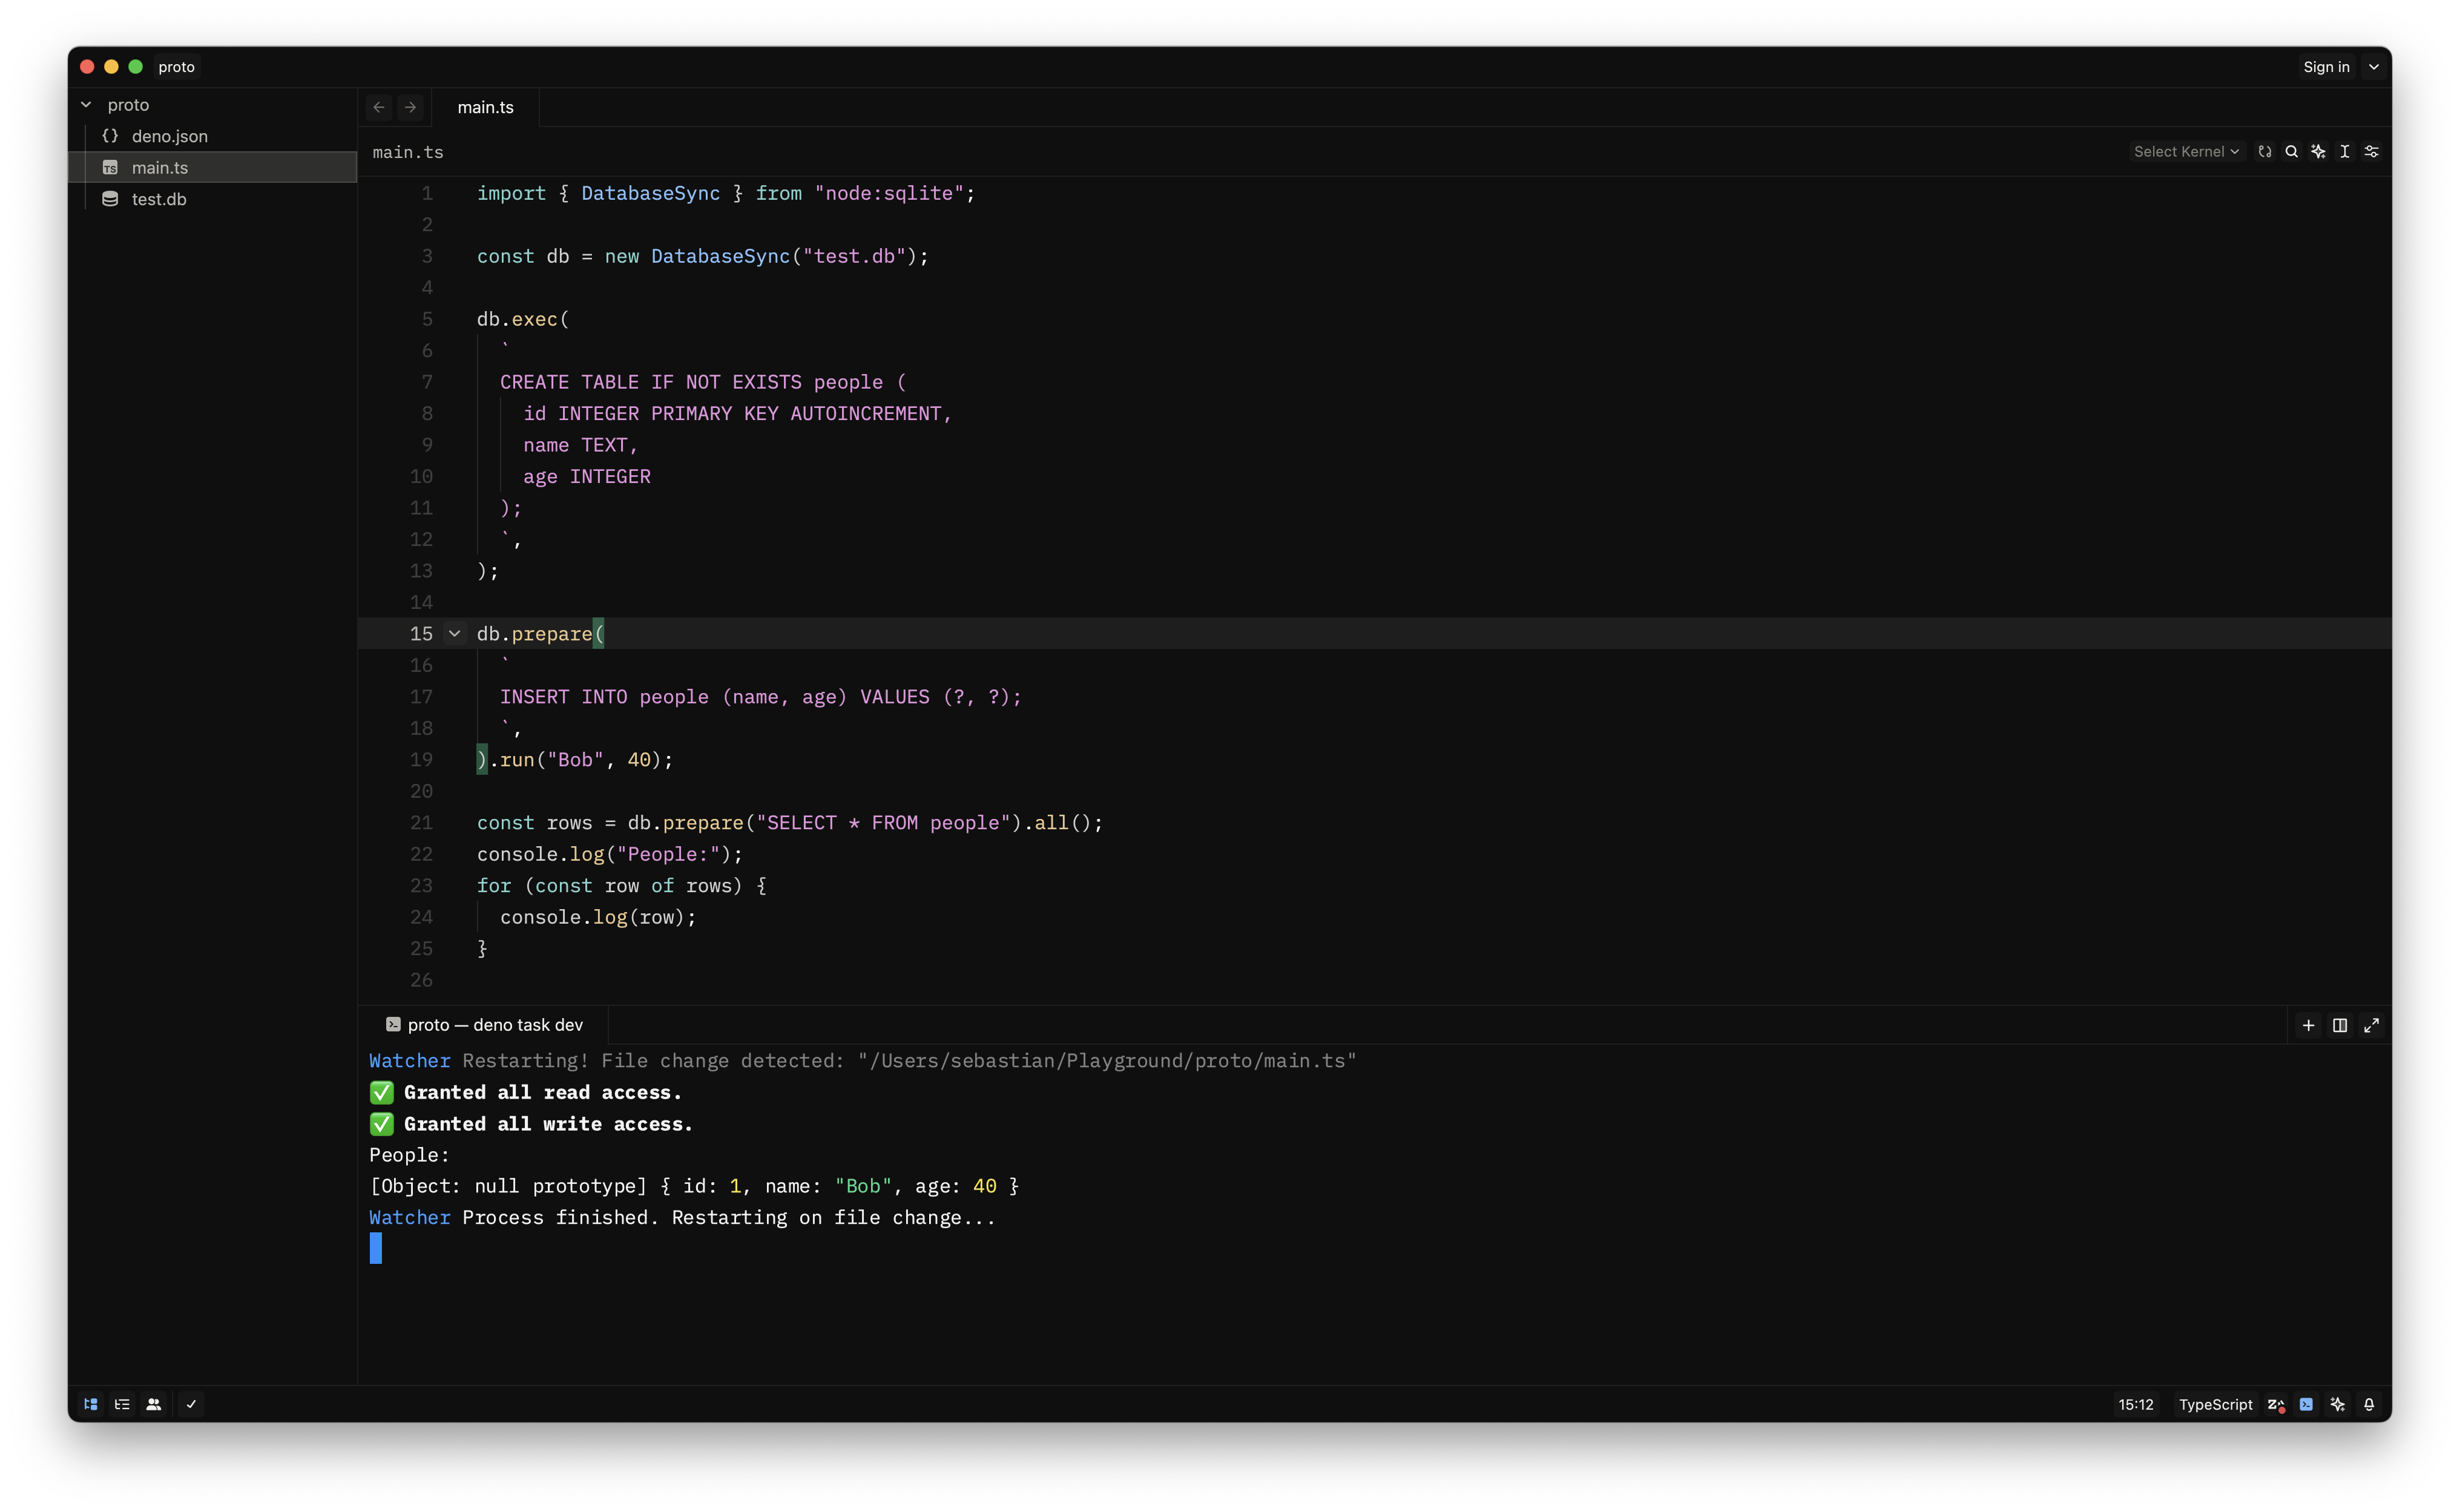 proto
Sign in
proto
deno.json
main.ts
test.db
main.ts
main.ts
Select Kernel
1 import { DatabaseSync } from "node:sqlite";
2
3 const db = new DatabaseSync("test.db");
4
5 db.exec(
6 `
7 CREATE TABLE IF NOT EXISTS people (
8 id INTEGER PRIMARY KEY AUTOINCREMENT,
9 name TEXT,
10 age INTEGER
11 );
12 `,
13 );
14
15 db.prepare(
16 `
17 INSERT INTO people (name, age) VALUES (?, ?);
18 `,
19 ).run("Bob", 40);
20
21 const rows = db.prepare("SELECT * FROM people").all();
22 console.log("People:");
23 for (const row of rows) {
24 console.log(row);
25 }
26
proto — deno task dev
Watcher Restarting! File change detected: "/Users/sebastian/Playground/proto/main.ts"
✅ Granted all read access.
✅ Granted all write access.
People:
[Object: null prototype] { id: 1, name: "Bob", age: 40 }
Watcher Process finished. Restarting on file change...
15:12
TypeScript